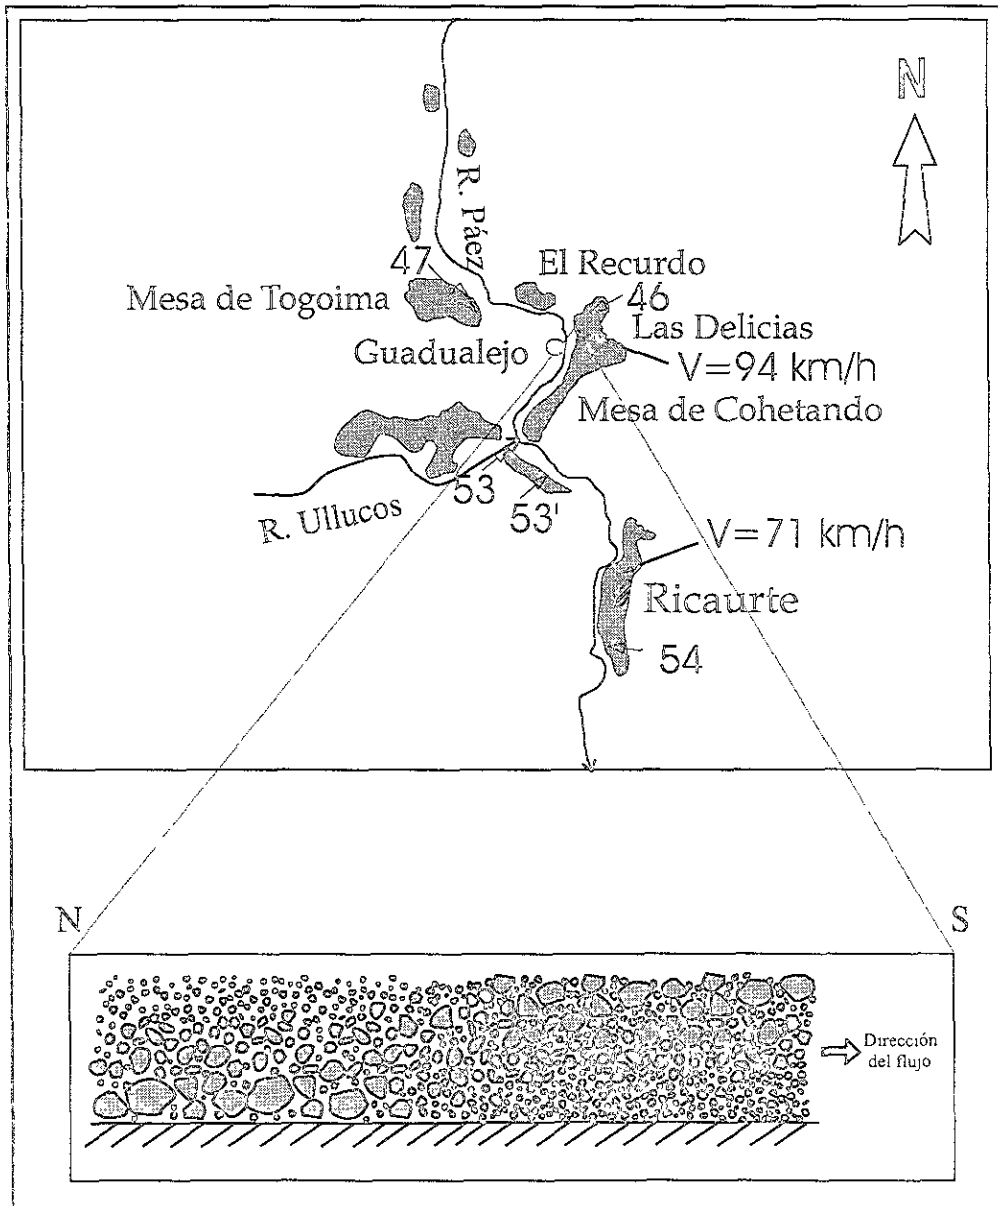 N
R. Páez
47
El Recurdo
46
Mesa de Togoima
Las Delicias
Guadualejo
V=94 km/h
Mesa de Cohetando
53
53'
R. Ullucos
V=71 km/h
Ricaurte
54
N
S
Dirección
del flujo